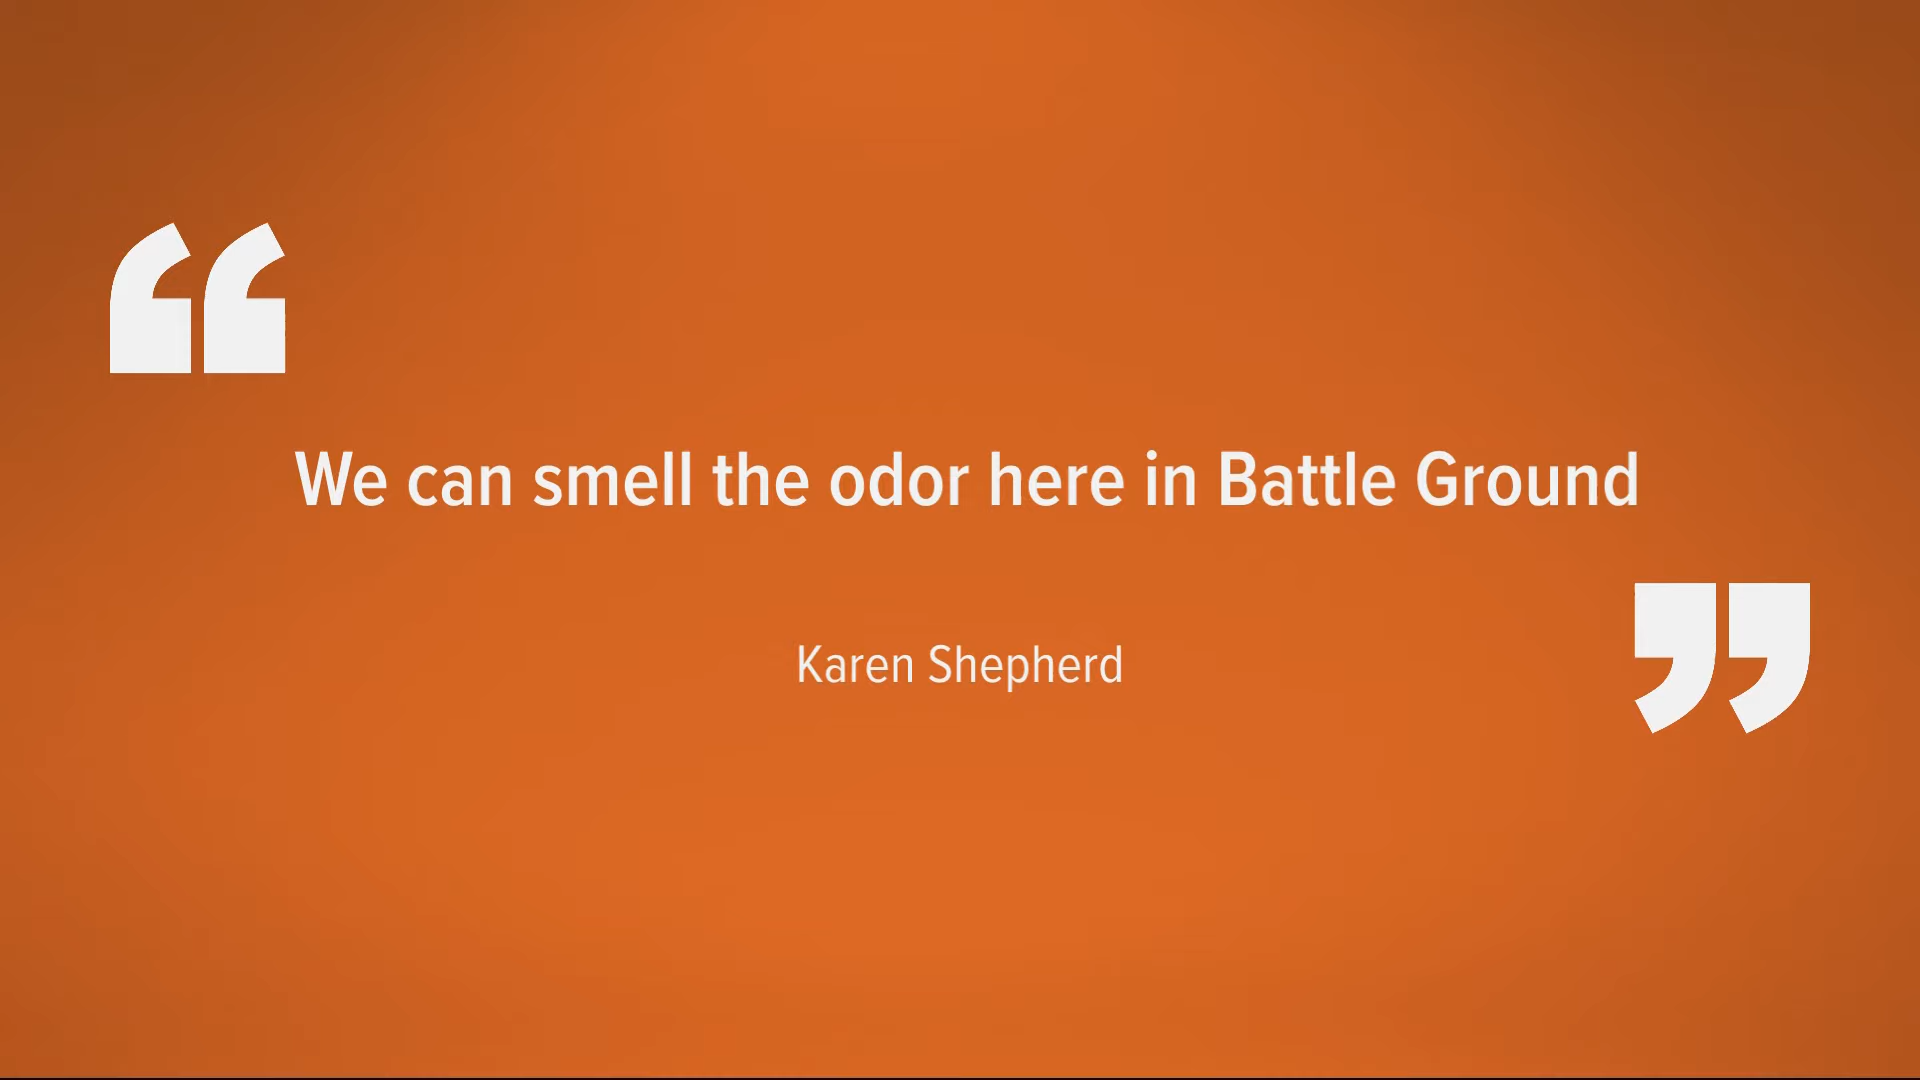 “
We can smell the odor here in Battle Ground
”
Karen Shepherd